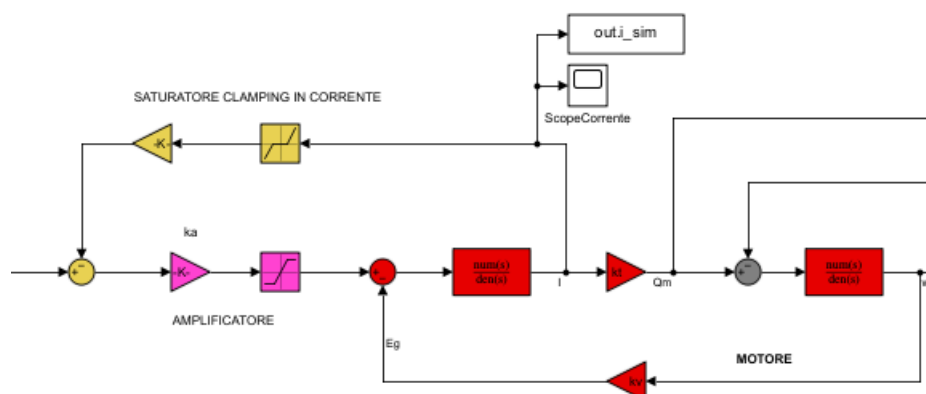 out.i_sim
SATURATORE CLAMPING IN CORRENTE
ScopeCorrente
-K-
ka
-K-
num(s)
den(s)
I
kt
Qm
num(s)
den(s)
w
AMPLIFICATORE
Eg
MOTORE
kv